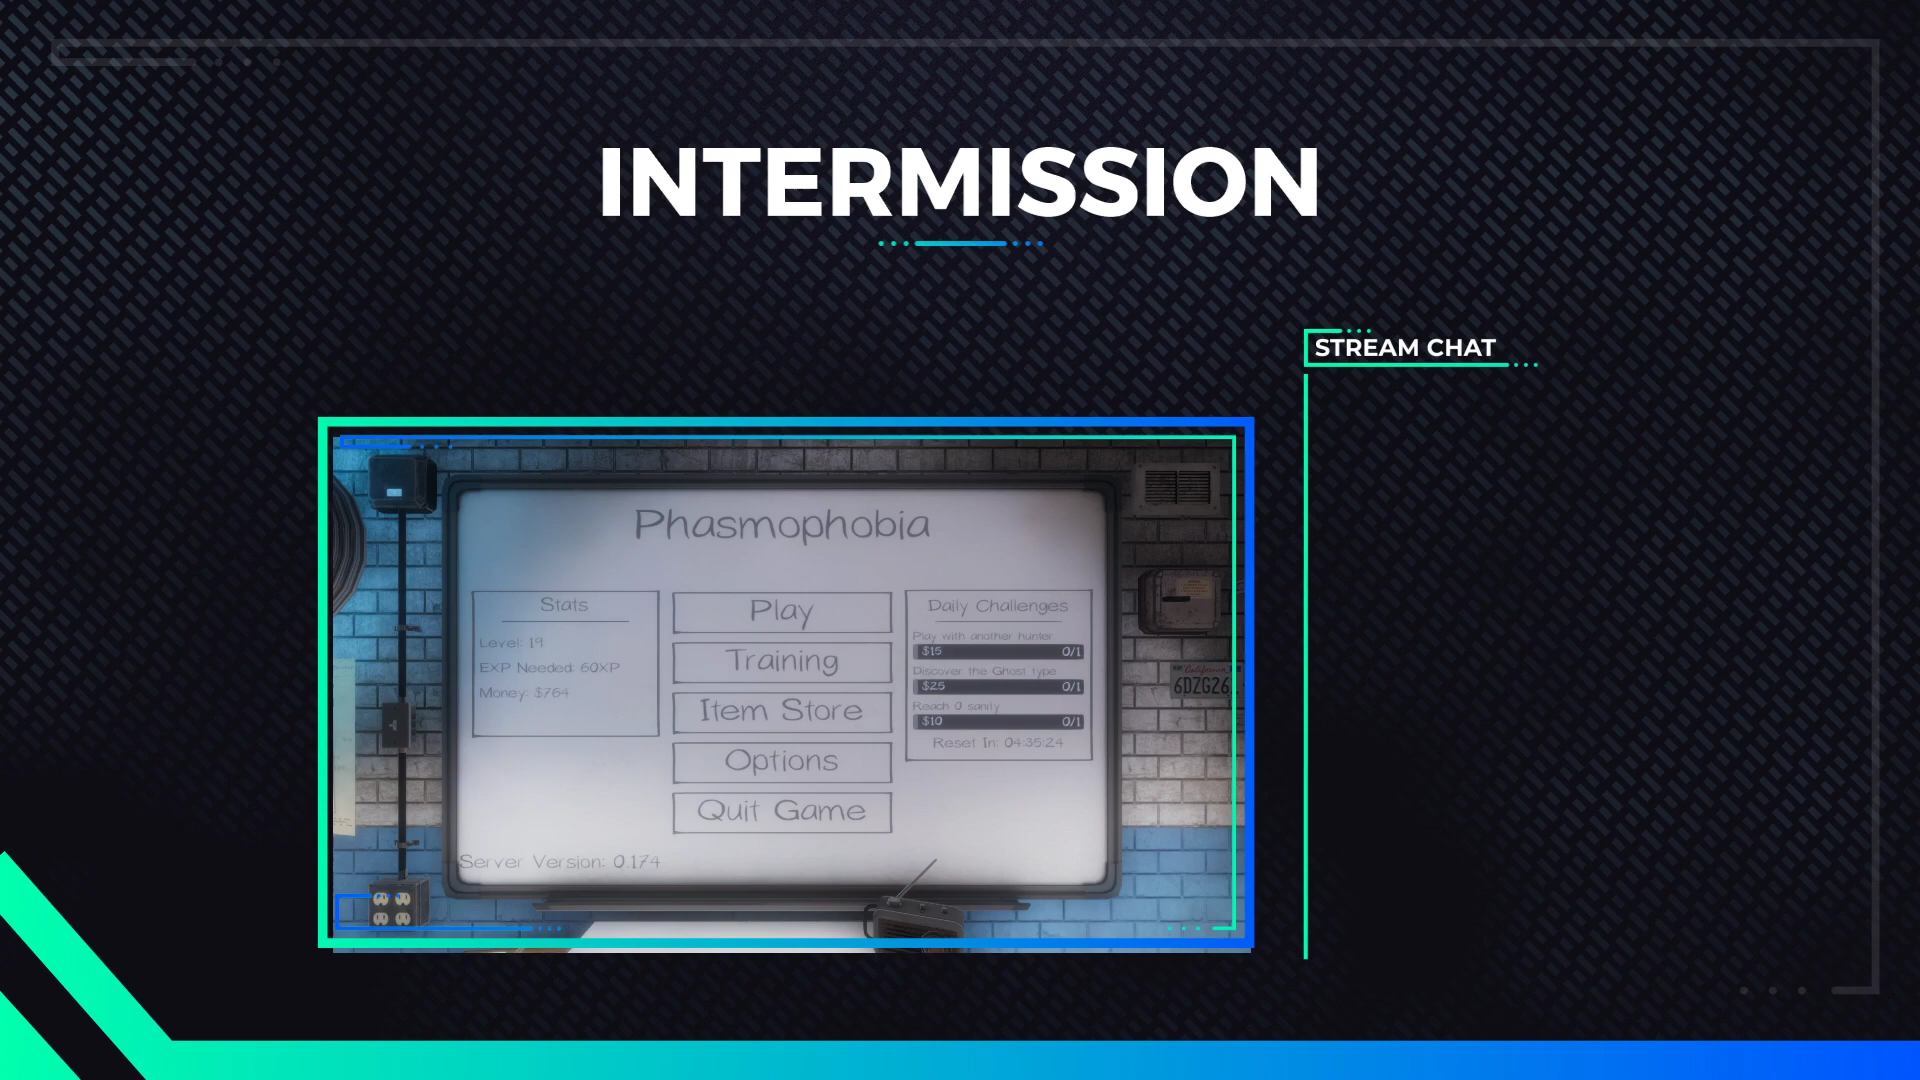 INTERMISSION
STREAM CHAT
Phasmophobia
Stats
Level: 19
EXP Needed: 60XP
Money: $764
Play
Training
Item Store
Options
Quit Game
Daily Challenges
Play with another hunter
$15 0/1
Discover the Ghost type
$25 0/1
Reach 0 sanity
$10 0/1
Reset In: 04:35:24
California
6DZG26
Server Version: 0.174